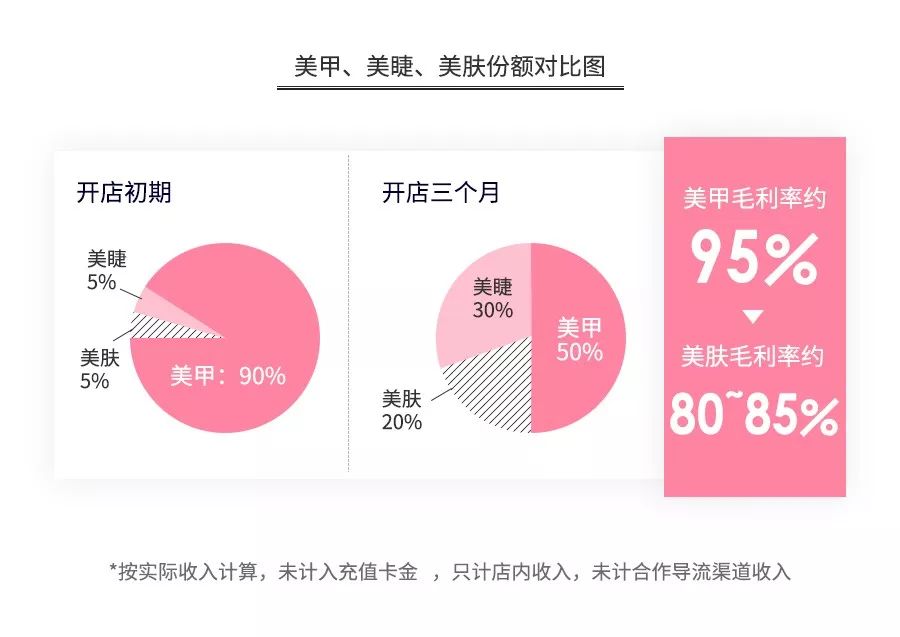 美甲、美睫、美肤份额对比图
开店初期
美睫
5%
美肤
5%
美甲：90%
开店三个月
美睫
30%
美甲
50%
美肤
20%
美甲毛利率约
95%
美肤毛利率约
80~85%
*按实际收入计算，未计入充值卡金 ，只计店内收入，未计合作导流渠道收入